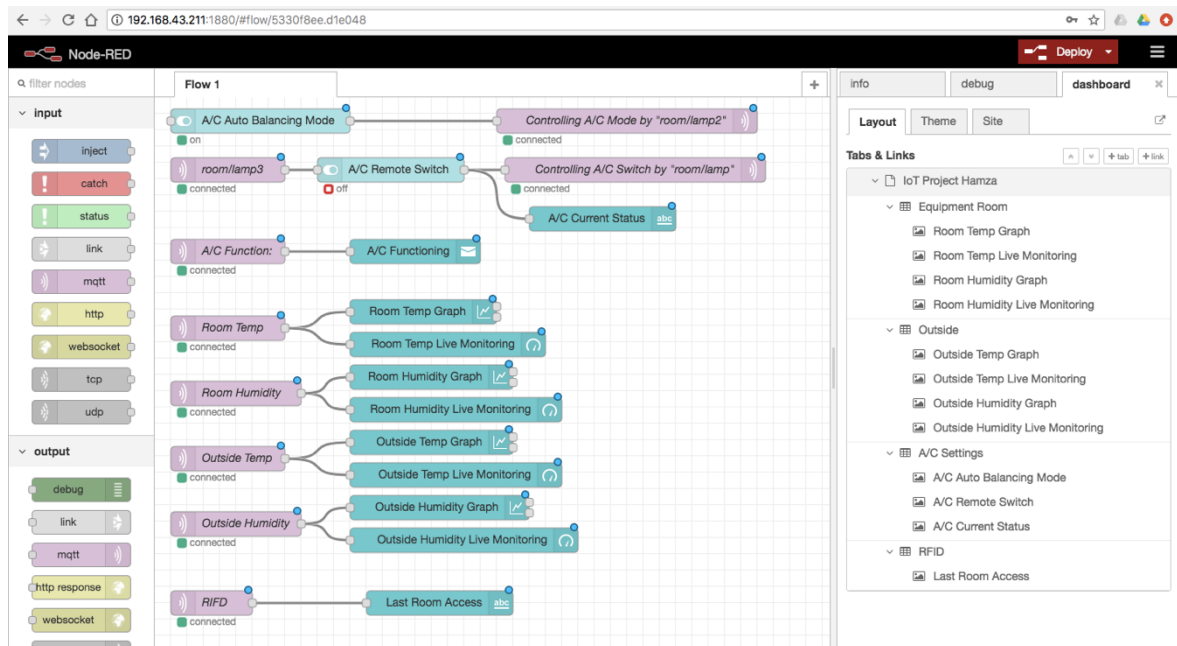 192.168.43.211:1880/#flow/5330f8ee.d1e048
Node-RED
Deploy
filter nodes
input
inject
catch
status
link
mqtt
http
websocket
tcp
udp
output
debug
link
mqtt
http response
websocket
Flow 1
A/C Auto Balancing Mode
on
Controlling A/C Mode by "room/lamp2"
connected
room/lamp3
connected
A/C Remote Switch
off
Controlling A/C Switch by "room/lamp"
connected
A/C Current Status abc
A/C Function:
connected
A/C Functioning
Room Temp
connected
Room Temp Graph
Room Temp Live Monitoring
Room Humidity
connected
Room Humidity Graph
Room Humidity Live Monitoring
Outside Temp
connected
Outside Temp Graph
Outside Temp Live Monitoring
Outside Humidity
connected
Outside Humidity Graph
Outside Humidity Live Monitoring
RIFD
connected
Last Room Access abc
info
debug
dashboard
Layout
Theme
Site
Tabs & Links
+tab
+link
IoT Project Hamza
Equipment Room
Room Temp Graph
Room Temp Live Monitoring
Room Humidity Graph
Room Humidity Live Monitoring
Outside
Outside Temp Graph
Outside Temp Live Monitoring
Outside Humidity Graph
Outside Humidity Live Monitoring
A/C Settings
A/C Auto Balancing Mode
A/C Remote Switch
A/C Current Status
RFID
Last Room Access